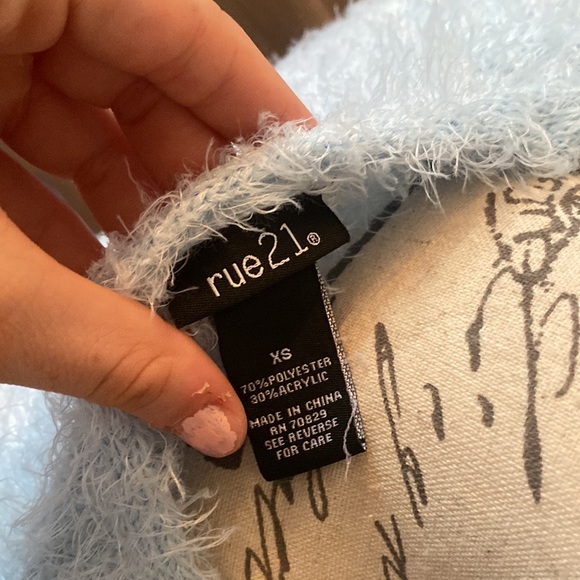 rue21®
XS
70%POLYESTER
30%ACRYLIC
MADE IN CHINA
RN 70829
SEE REVERSE
FOR CARE